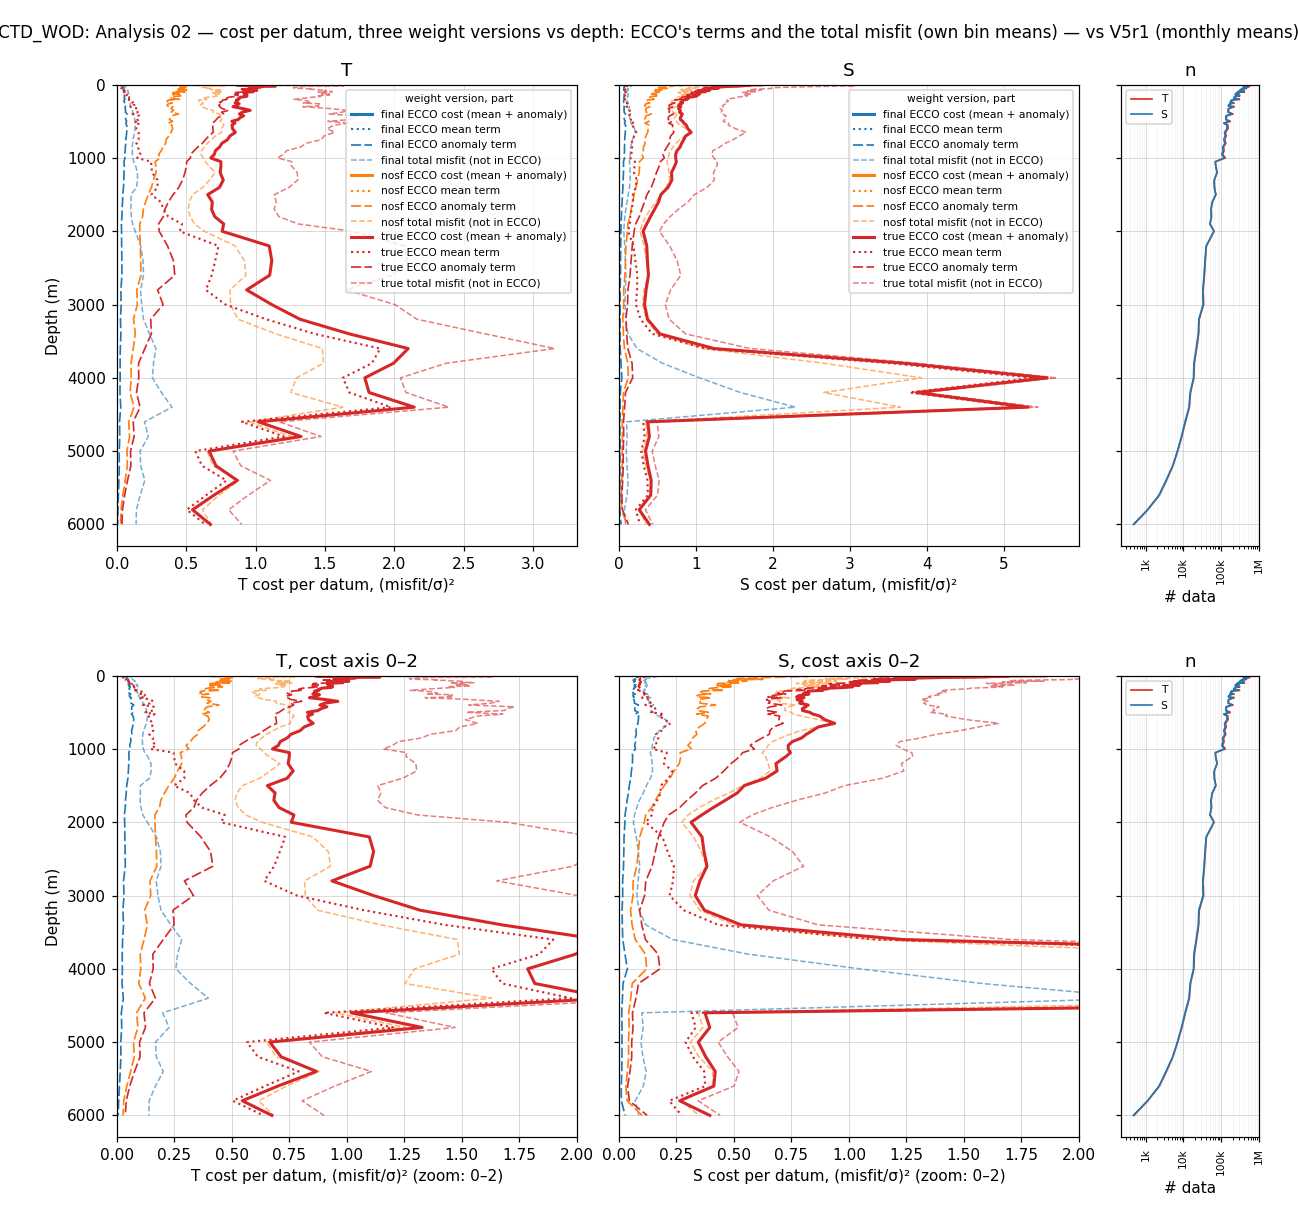 CTD_WOD: Analysis 02 — cost per datum, three weight versions vs depth: ECCO's terms and the total misfit (own bin means) — vs V5r1 (monthly means)
T
S
n
weight version, part
final ECCO cost (mean + anomaly)
final ECCO mean term
final ECCO anomaly term
final total misfit (not in ECCO)
nosf ECCO cost (mean + anomaly)
nosf ECCO mean term
nosf ECCO anomaly term
nosf total misfit (not in ECCO)
true ECCO cost (mean + anomaly)
true ECCO mean term
true ECCO anomaly term
true total misfit (not in ECCO)
weight version, part
final ECCO cost (mean + anomaly)
final ECCO mean term
final ECCO anomaly term
final total misfit (not in ECCO)
nosf ECCO cost (mean + anomaly)
nosf ECCO mean term
nosf ECCO anomaly term
nosf total misfit (not in ECCO)
true ECCO cost (mean + anomaly)
true ECCO mean term
true ECCO anomaly term
true total misfit (not in ECCO)
T
S
0
1000
2000
3000
4000
5000
6000
Depth (m)
0.0 0.5 1.0 1.5 2.0 2.5 3.0
T cost per datum, (misfit/σ)²
0 1 2 3 4 5
S cost per datum, (misfit/σ)²
1k 10k 100k 1M
# data
T, cost axis 0–2
S, cost axis 0–2
n
T
S
0
1000
2000
3000
4000
5000
6000
Depth (m)
0.00 0.25 0.50 0.75 1.00 1.25 1.50 1.75 2.00
T cost per datum, (misfit/σ)² (zoom: 0–2)
0.00 0.25 0.50 0.75 1.00 1.25 1.50 1.75 2.00
S cost per datum, (misfit/σ)² (zoom: 0–2)
1k 10k 100k 1M
# data